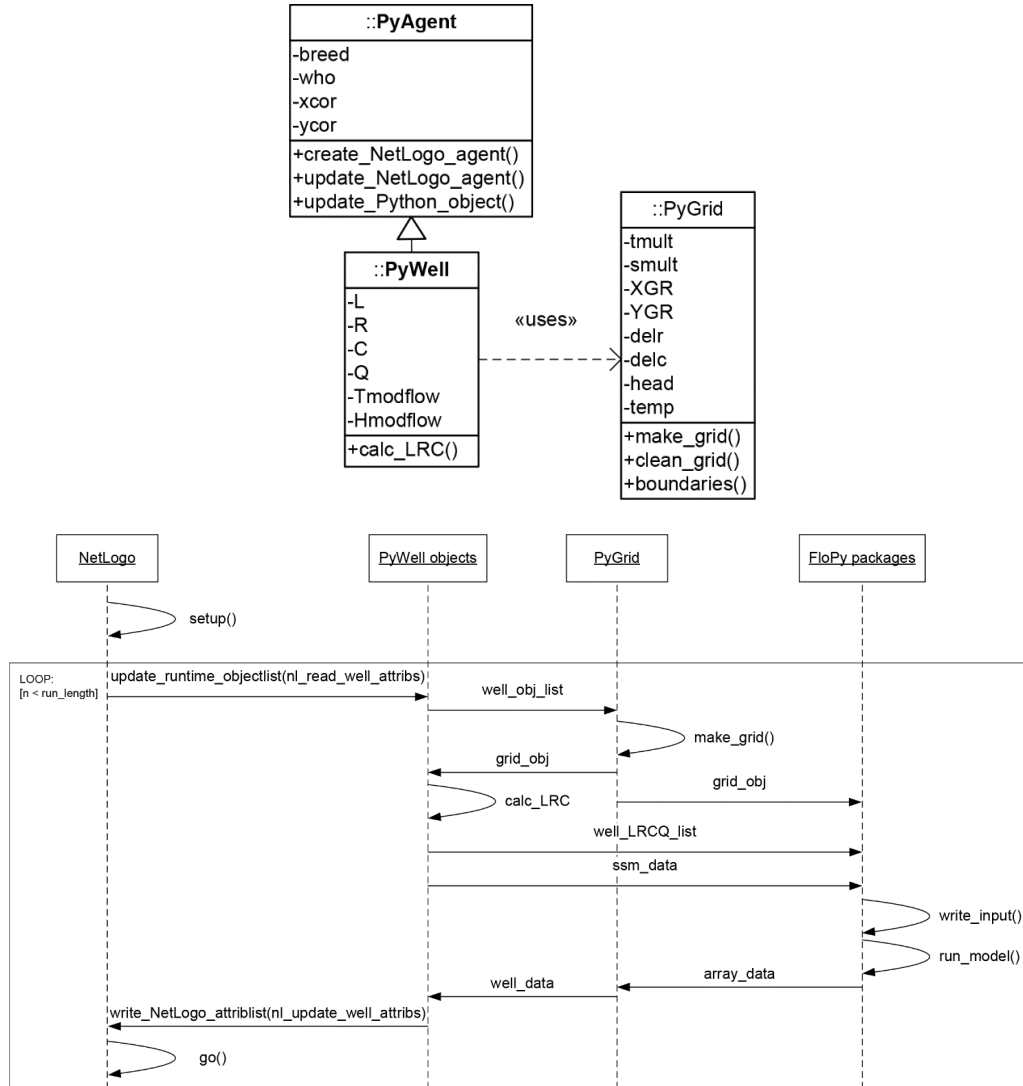 ::PyAgent
-breed
-who
-xcor
-ycor
+create_NetLogo_agent()
+update_NetLogo_agent()
+update_Python_object()
::PyWell
-L
-R
-C
-Q
-Tmodflow
-Hmodflow
+calc_LRC()
«uses»
::PyGrid
-tmult
-smult
-XGR
-YGR
-delr
-delc
-head
-temp
+make_grid()
+clean_grid()
+boundaries()
NetLogo
PyWell objects
PyGrid
FloPy packages
setup()
LOOP:
[n < run_length]
update_runtime_objectlist(nl_read_well_attribs)
well_obj_list
make_grid()
grid_obj
grid_obj
calc_LRC
well_LRCQ_list
ssm_data
write_input()
run_model()
array_data
well_data
write_NetLogo_attriblist(nl_update_well_attribs)
go()